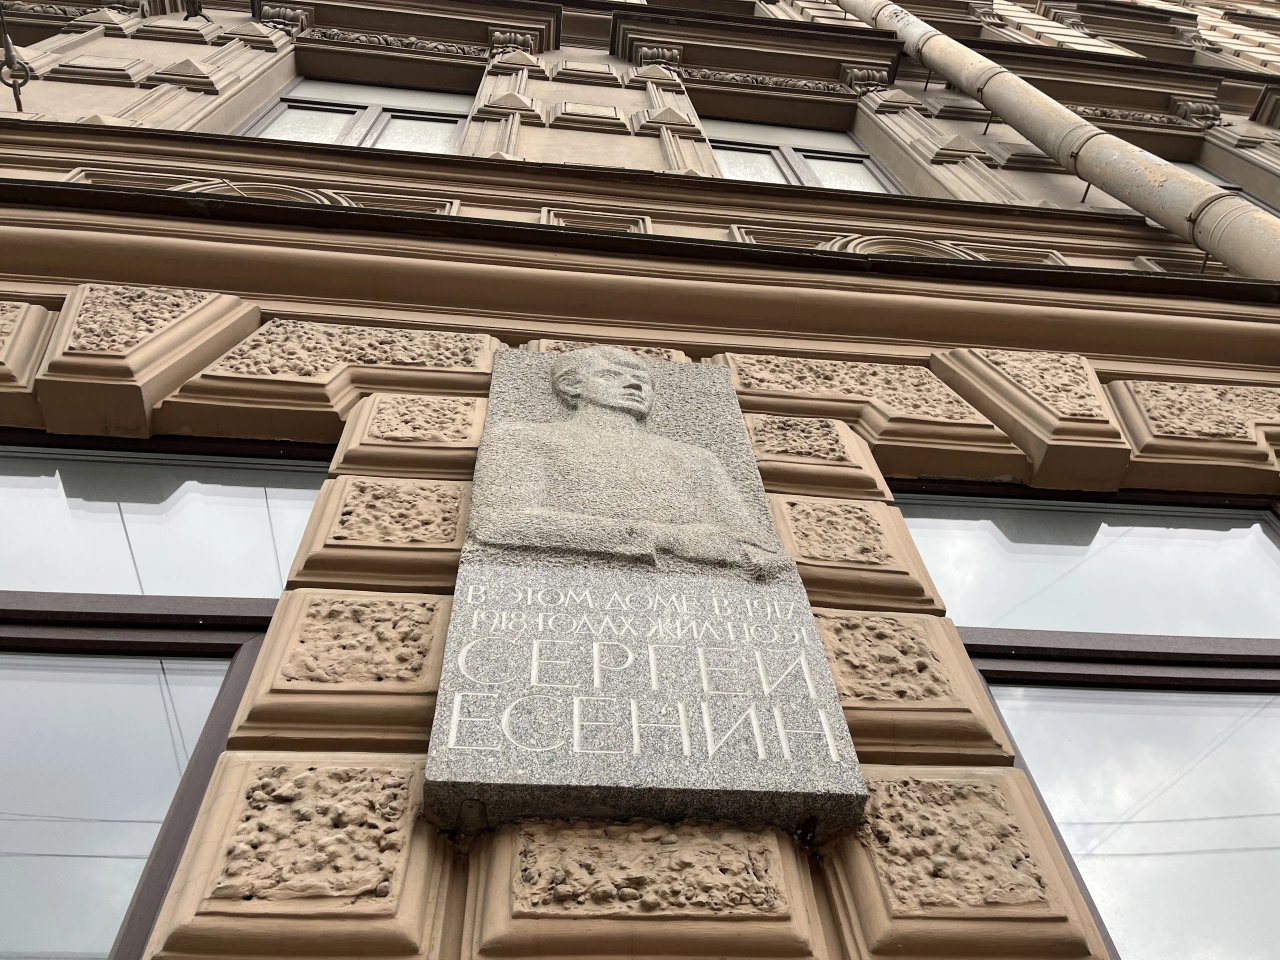 В ЭТОМ ДОМЕ В 1917
1918 ГОДАХ ЖИЛ ПОЭТ
СЕРГЕЙ
ЕСЕНИН